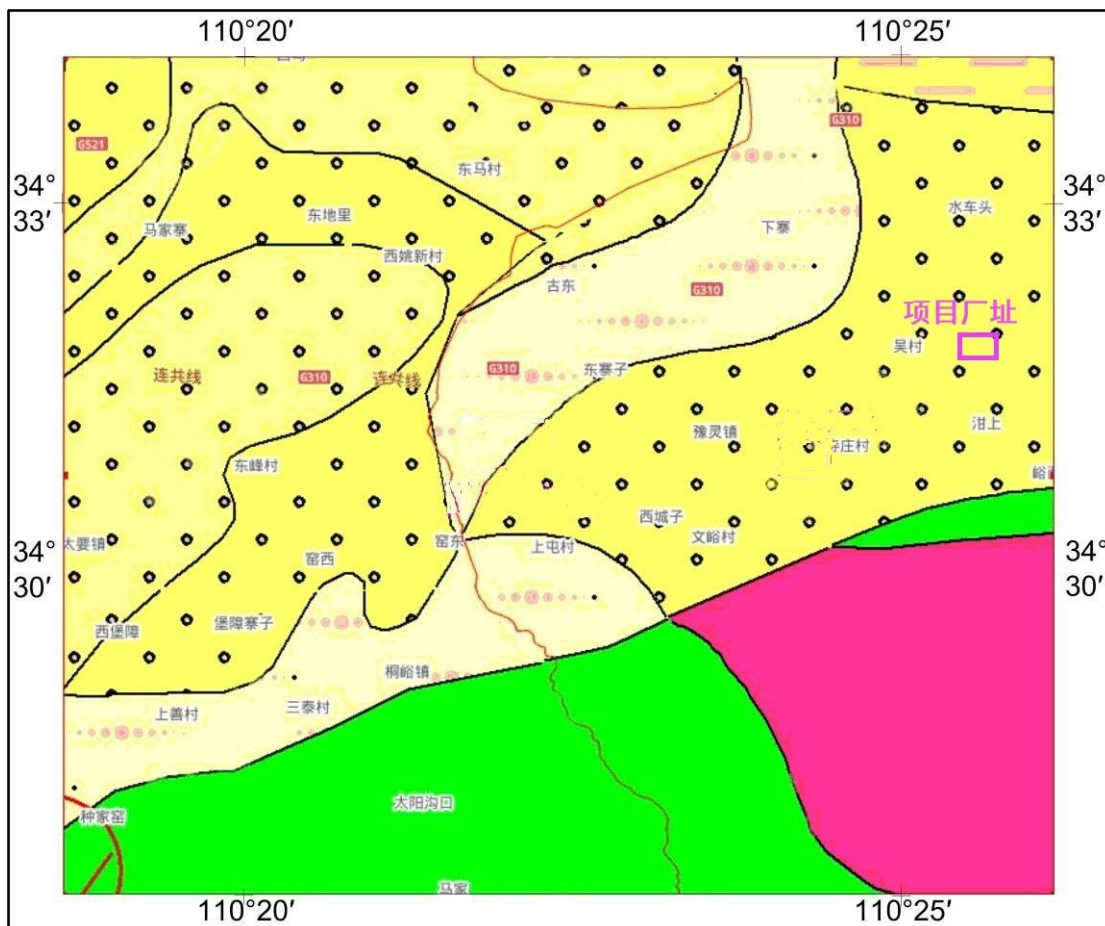 110°20′
110°25′
G521
G310
东马村
34°
33′
34°
33′
水车头
东地里
马家寨
下寨
西姚新村
古东
G310
项目厂址
吴村
东寨子
连共线
G310
连共线
G310
豫灵镇
泔上
东峰村
西城子
文峪村
太要镇
窑东
上屯村
34°
30′
34°
30′
窑西
西堡障
堡障寨子
桐峪镇
上善村
三泰村
太阳沟口
种家窑
马家
110°20′
110°25′